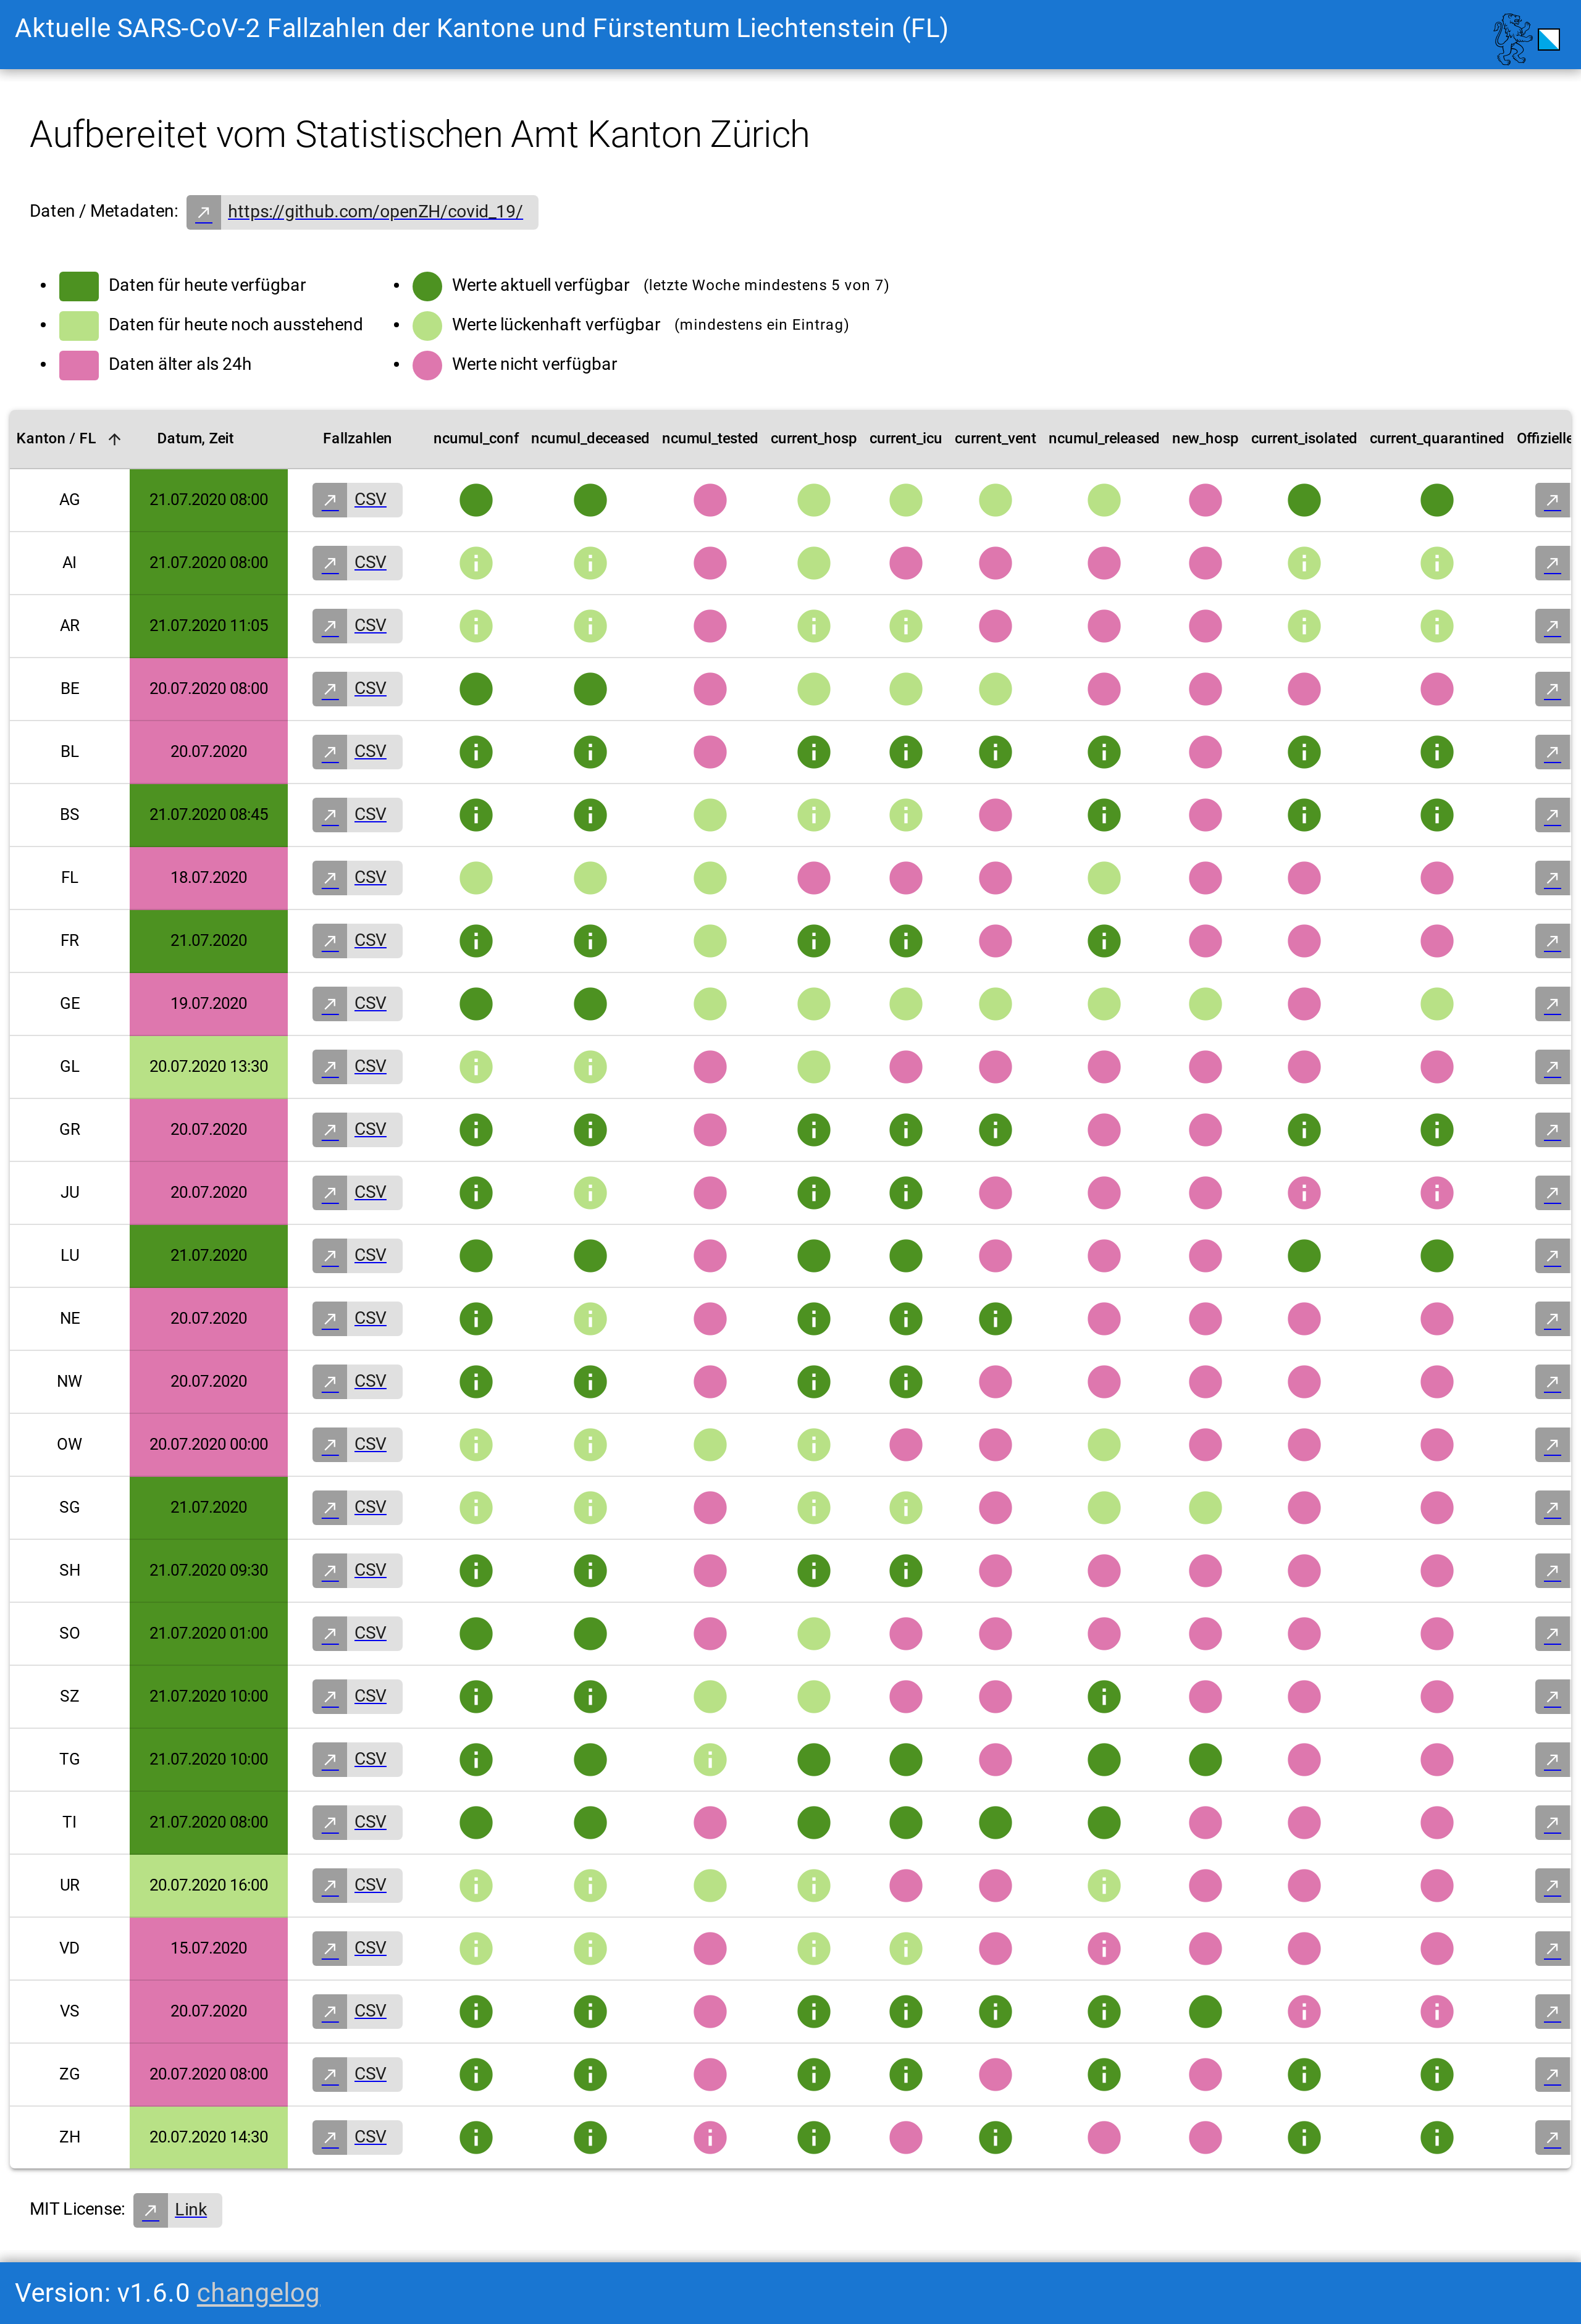 Aktuelle SARS-CoV-2 Fallzahlen der Kantone und Fürstentum Liechtenstein (FL)
Aufbereitet vom Statistischen Amt Kanton Zürich
Daten / Metadaten: https://github.com/openZH/covid_19/
Daten für heute verfügbar
Daten für heute noch ausstehend
Daten älter als 24h
Werte aktuell verfügbar (letzte Woche mindestens 5 von 7)
Werte lückenhaft verfügbar (mindestens ein Eintrag)
Werte nicht verfügbar
Kanton / FL Datum, Zeit Fallzahlen ncumul_conf ncumul_deceased ncumul_tested current_hosp current_icu current_vent ncumul_released new_hosp current_isolated current_quarantined Offizielle
AG 21.07.2020 08:00 CSV
AI 21.07.2020 08:00 CSV
AR 21.07.2020 11:05 CSV
BE 20.07.2020 08:00 CSV
BL 20.07.2020 CSV
BS 21.07.2020 08:45 CSV
FL 18.07.2020 CSV
FR 21.07.2020 CSV
GE 19.07.2020 CSV
GL 20.07.2020 13:30 CSV
GR 20.07.2020 CSV
JU 20.07.2020 CSV
LU 21.07.2020 CSV
NE 20.07.2020 CSV
NW 20.07.2020 CSV
OW 20.07.2020 00:00 CSV
SG 21.07.2020 CSV
SH 21.07.2020 09:30 CSV
SO 21.07.2020 01:00 CSV
SZ 21.07.2020 10:00 CSV
TG 21.07.2020 10:00 CSV
TI 21.07.2020 08:00 CSV
UR 20.07.2020 16:00 CSV
VD 15.07.2020 CSV
VS 20.07.2020 CSV
ZG 20.07.2020 08:00 CSV
ZH 20.07.2020 14:30 CSV
MIT License: Link
Version: v1.6.0 changelog